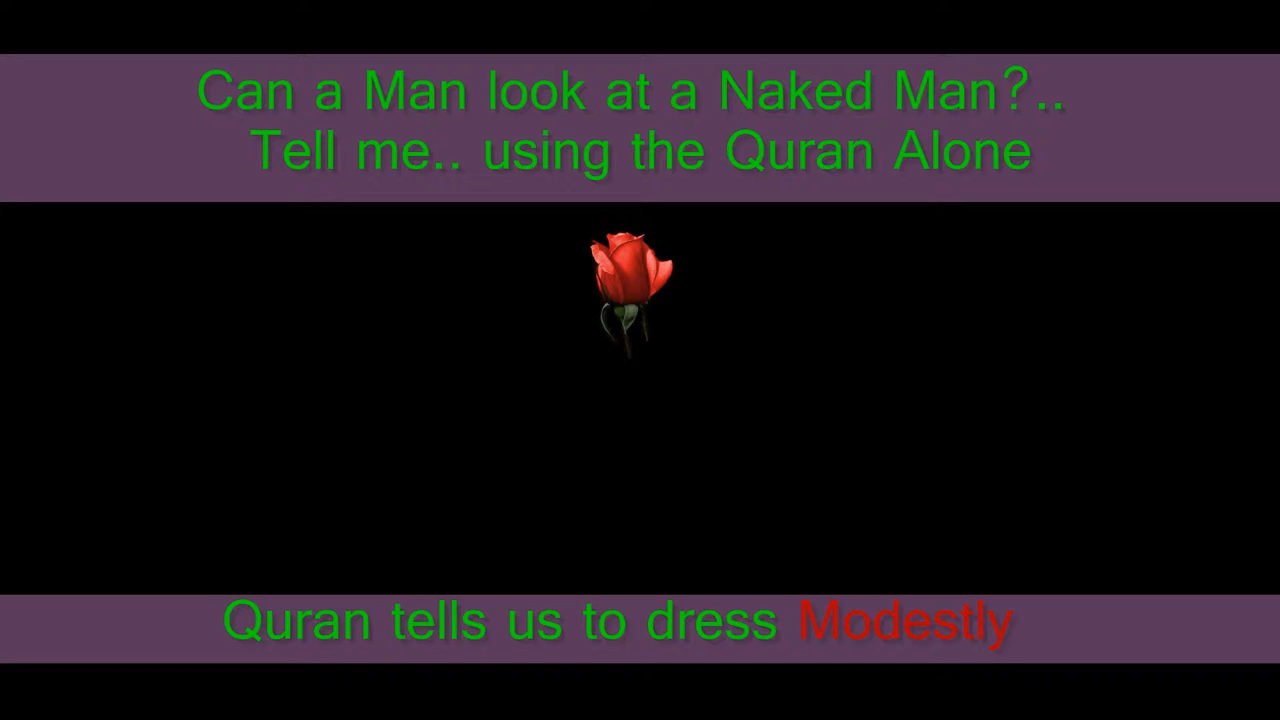 Can a Man look at a Naked Man?..
Tell me.. using the Quran Alone
Quran tells us to dress Modestly